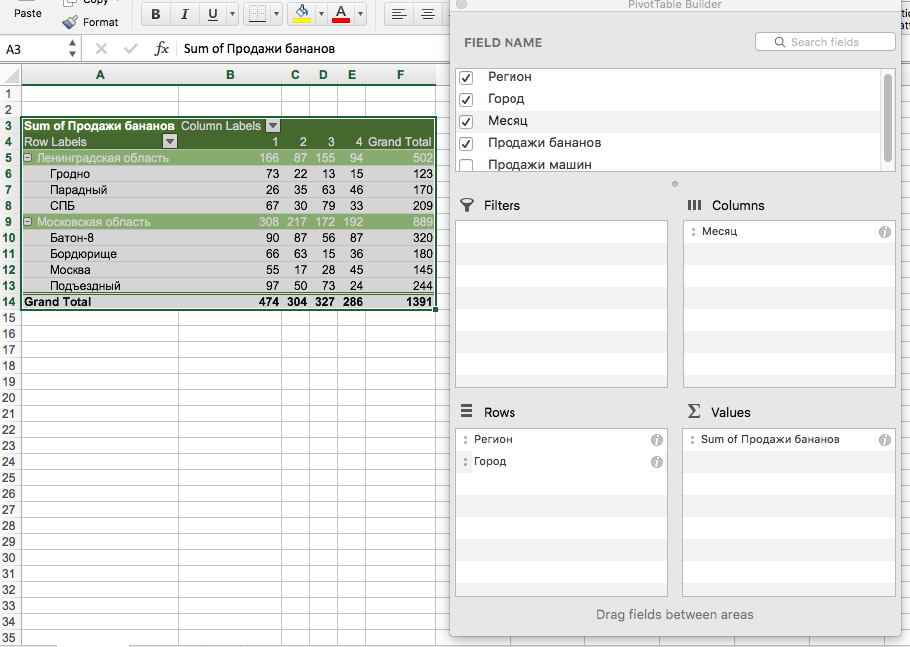 Copy
PivotTable Builder
Paste
Format
B I U A
A3 fx Sum of Продажи бананов
FIELD NAME
Search fields
A B C D E F
1
2
3 Sum of Продажи бананов Column Labels
4 Row Labels 1 2 3 4 Grand Total
5 Ленинградская область 166 87 155 94 502
6 Гродно 73 22 13 15 123
7 Парадный 26 35 63 46 170
8 СПБ 67 30 79 33 209
9 Московская область 308 217 172 192 889
10 Батон-8 90 87 56 87 320
11 Бордюрище 66 63 15 36 180
12 Москва 55 17 28 45 145
13 Подъездный 97 50 73 24 244
14 Grand Total 474 304 327 286 1391
15
16
17
18
19
20
21
22
23
24
25
26
27
28
29
30
31
32
33
34
35
Регион
Город
Месяц
Продажи бананов
Продажи машин
Filters
Columns
Месяц
Rows
Регион
Город
Σ Values
Sum of Продажи бананов
Drag fields between areas